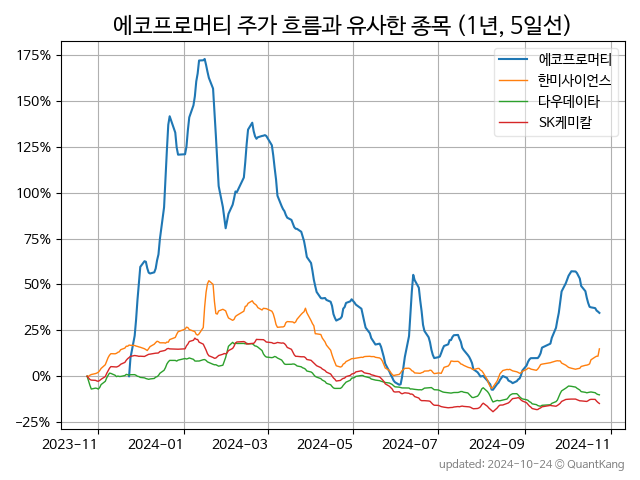 에코프로머티 주가 흐름과 유사한 종목 (1년, 5일선)
175%
150%
125%
100%
75%
50%
25%
0%
−25%
에코프로머티
한미사이언스
다우데이타
SK케미칼
2023-11
2024-01
2024-03
2024-05
2024-07
2024-09
2024-11
updated: 2024-10-24 @ QuantKang